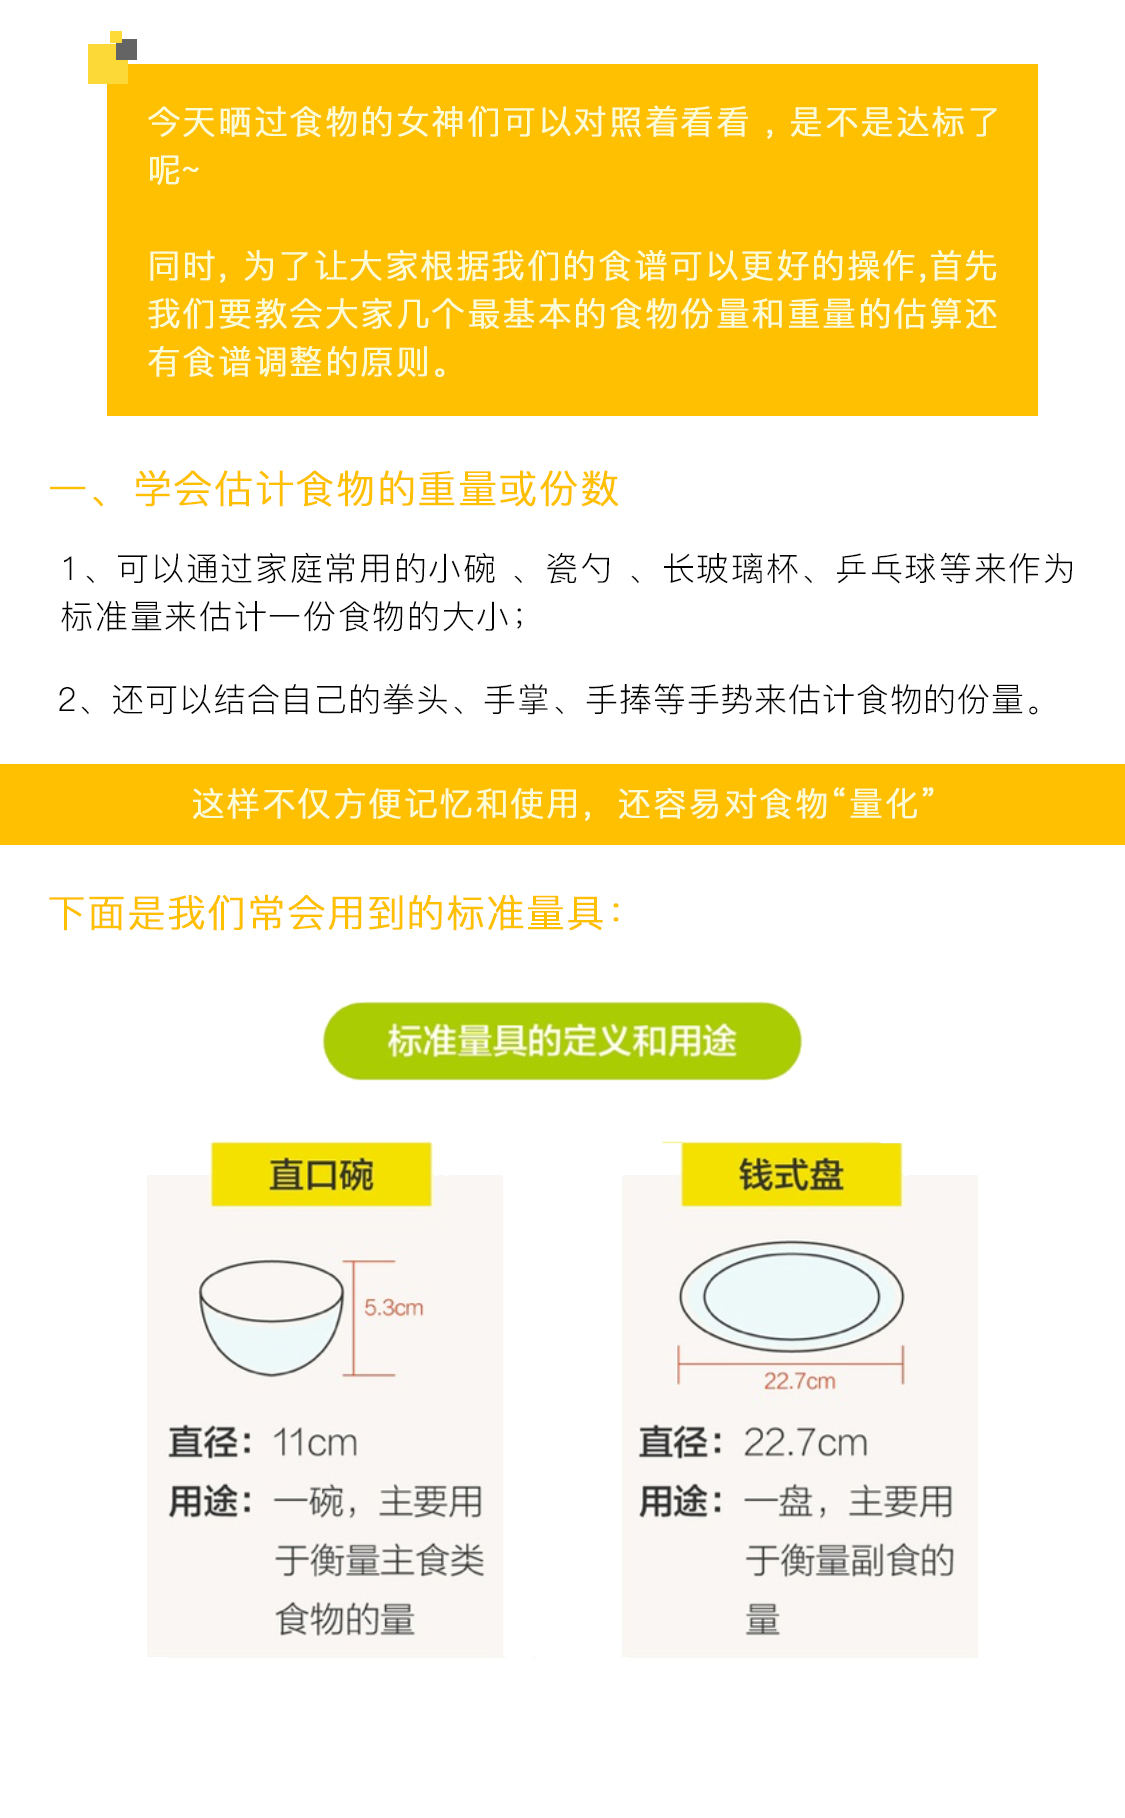 今天晒过食物的女神们可以对照着看看，是不是达标了
呢~
同时, 为了让大家根据我们的食谱可以更好的操作,首先
我们要教会大家几个最基本的食物份量和重量的估算还
有食谱调整的原则。
一、学会估计食物的重量或份数
1、可以通过家庭常用的小碗 、瓷勺 、长玻璃杯、乒乓球等来作为
标准量来估计一份食物的大小；
2、还可以结合自己的拳头、手掌、手捧等手势来估计食物的份量。
这样不仅方便记忆和使用，还容易对食物“量化”
下面是我们常会用到的标准量具：
标准量具的定义和用途
直口碗
5.3cm
直径：11cm
用途：一碗，主要用
于衡量主食类
食物的量
钱式盘
22.7cm
直径：22.7cm
用途：一盘，主要用
于衡量副食的
量